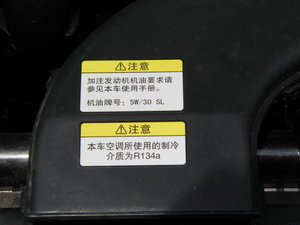 ⚠注意
加注发动机机油要求请
参见本车使用手册。
机油牌号：5W/30 SL
⚠注意
本车空调所使用的制冷
介质为R134a